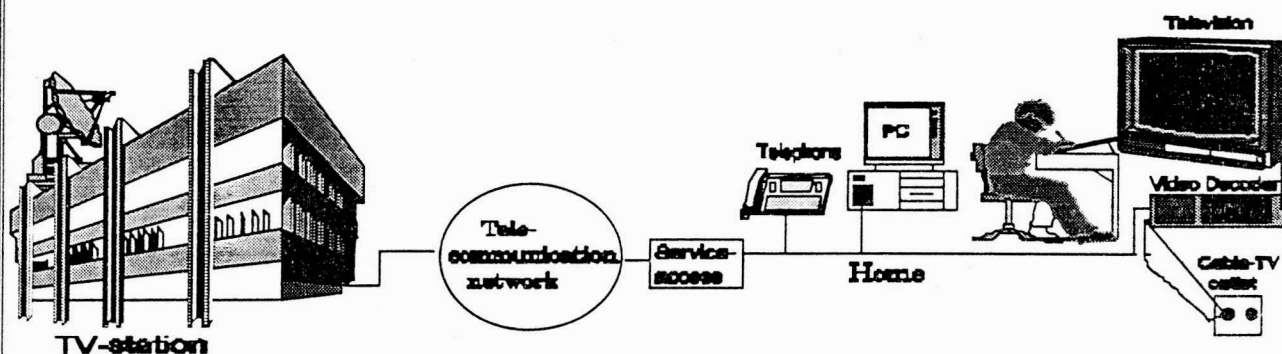 Television
PC
Telephone
Video Decoder
Tele-
communication
network
Service-
access
Home
Cable-TV
outlet
TV-station